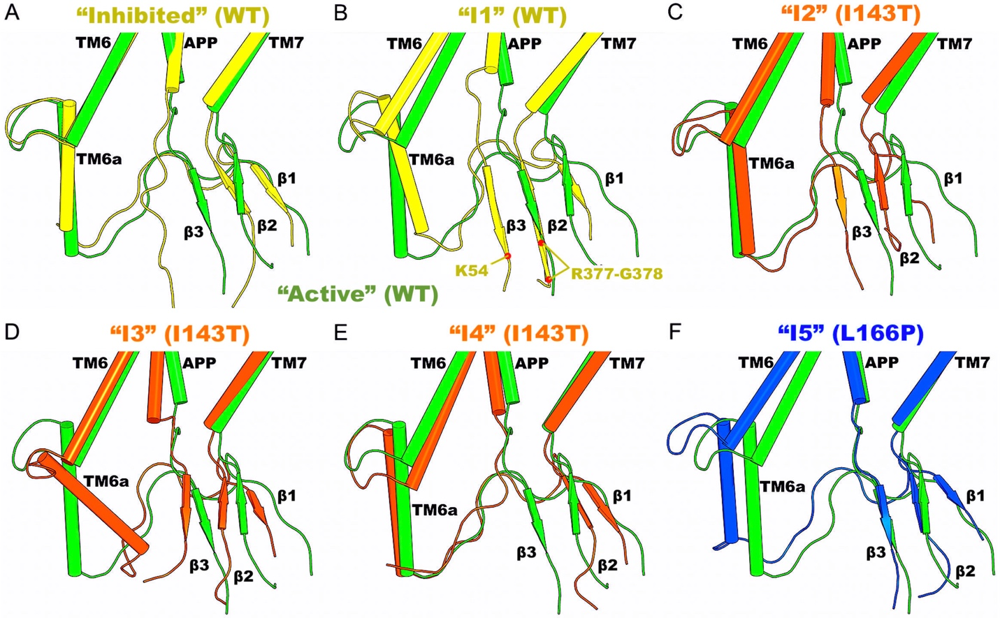 A "Inhibited" (WT)
TM6 APP TM7
TM6a
β1
β3 β2
B "I1" (WT)
TM6 APP TM7
TM6a
β1
β3 β2
K54 R377-G378
C "I2" (I143T)
TM6 APP TM7
TM6a
β1
β3
β2
"Active" (WT)
D "I3" (I143T)
TM6 APP TM7
TM6a
β1
β3 β2
E "I4" (I143T)
TM6 APP TM7
TM6a
β1
β3 β2
F "I5" (L166P)
TM6 APP TM7
TM6a
β1
β3
β2